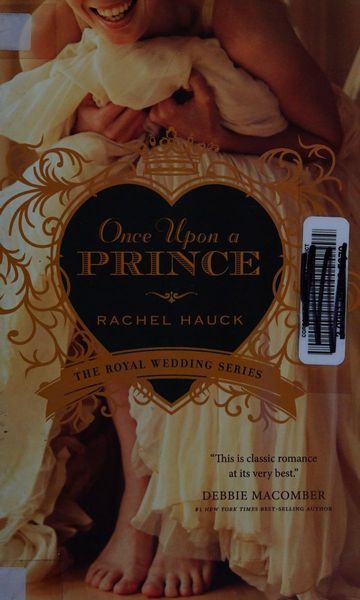 Once Upon a
PRINCE
RACHEL HAUCK
THE ROYAL WEDDING SERIES
"This is classic romance
at its very best."
DEBBIE MACOMBER
#1 NEW YORK TIMES BEST-SELLING AUTHOR